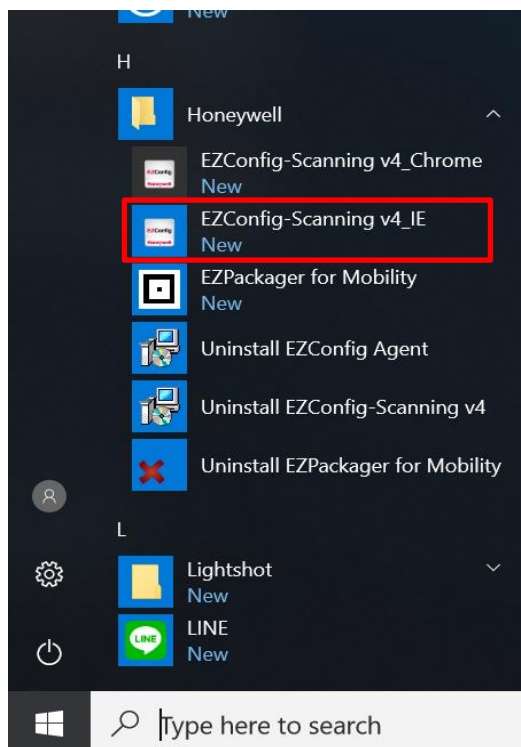 New
H
Honeywell
EZConfig-Scanning v4_Chrome
New
EZConfig-Scanning v4_IE
New
EZPackager for Mobility
New
Uninstall EZConfig Agent
Uninstall EZConfig-Scanning v4
Uninstall EZPackager for Mobility
L
Lightshot
New
LINE
LINE
New
Type here to search